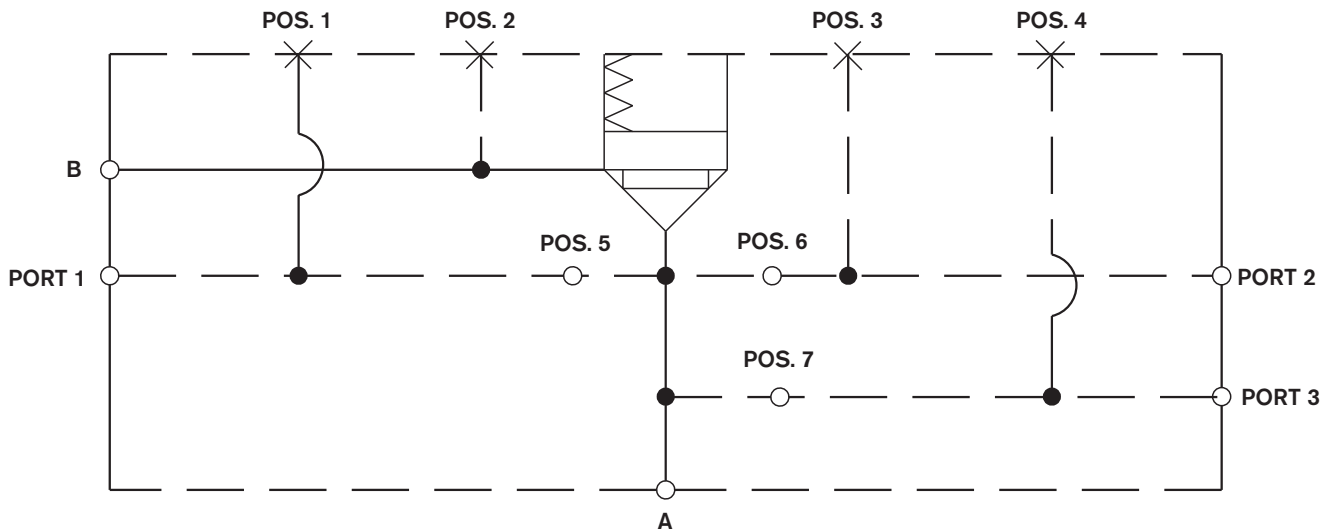 POS. 1
POS. 2
POS. 3
POS. 4
B
POS. 5
POS. 6
PORT 1
PORT 2
POS. 7
PORT 3
A